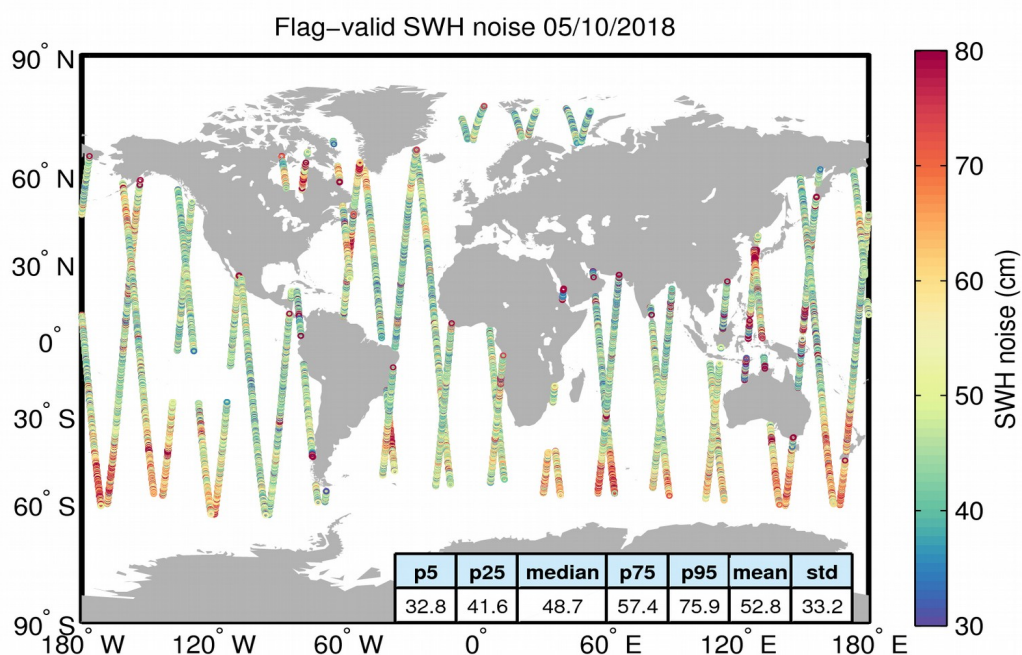 Flag−valid SWH noise 05/10/2018
90° N
60° N
30° N
0°
30° S
60° S
90° S
180° W
120° W
60° W
0°
60° E
120° E
180° E
80
70
60
50
40
30
SWH noise (cm)
p5 p25 median p75 p95 mean std
32.8 41.6 48.7 57.4 75.9 52.8 33.2